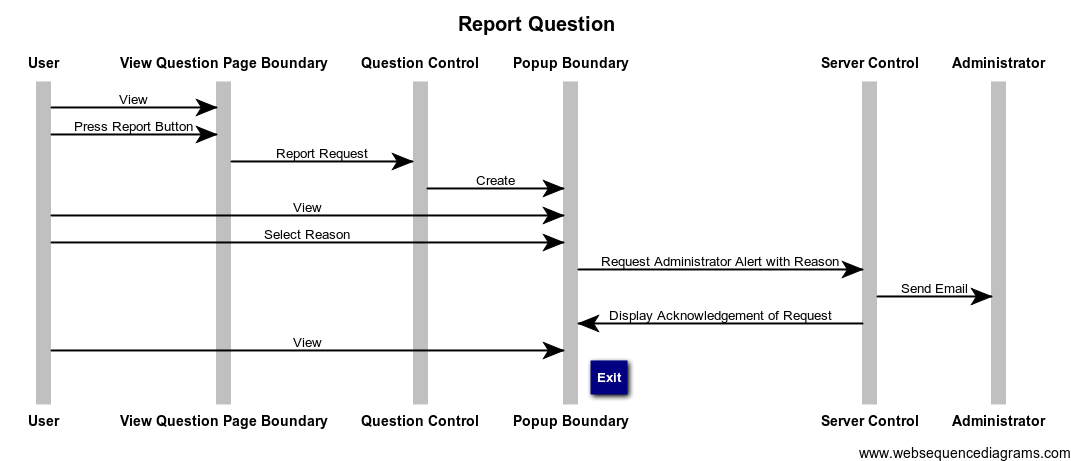 Report Question
User View Question Page Boundary Question Control Popup Boundary Server Control Administrator
View
Press Report Button
Report Request
Create
View
Select Reason
Request Administrator Alert with Reason
Send Email
Display Acknowledgement of Request
View
Exit
User View Question Page Boundary Question Control Popup Boundary Server Control Administrator
www.websequencediagrams.com